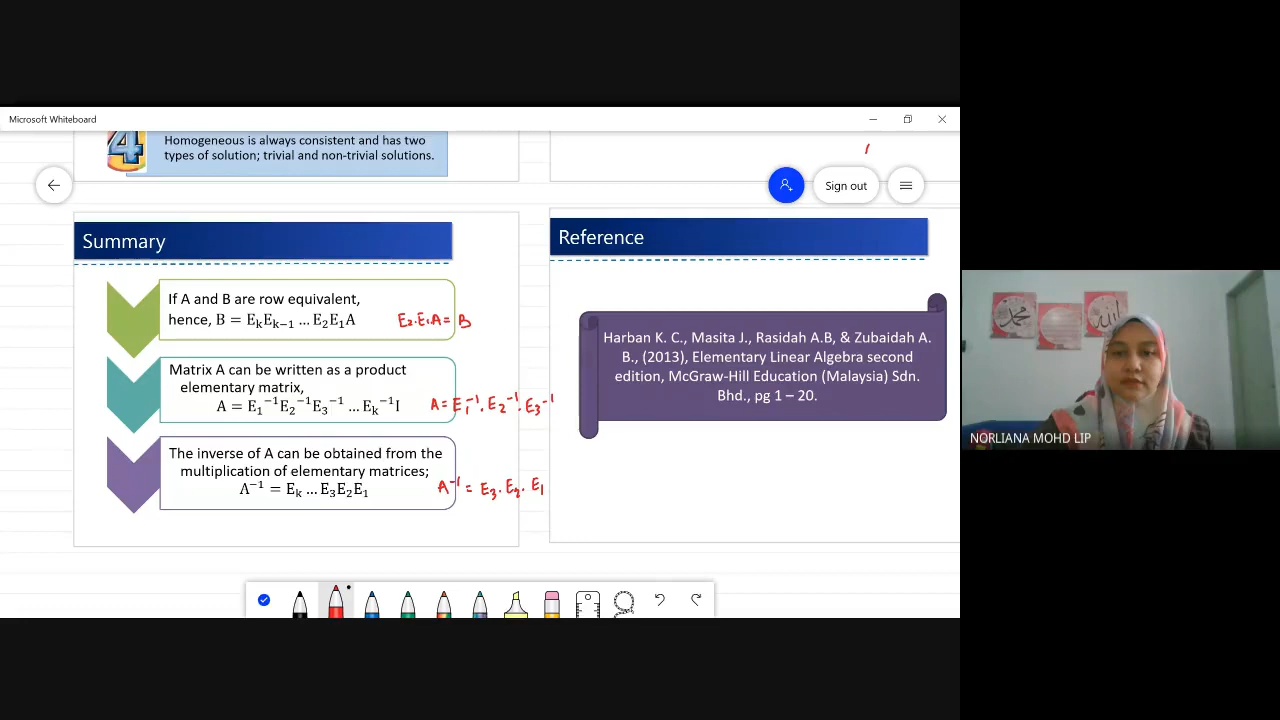 Microsoft Whiteboard
4
Homogeneous is always consistent and has two
types of solution; trivial and non-trivial solutions.
Sign out
Summary
If A and B are row equivalent,
hence, B = EₖEₖ₋₁ … E₂E₁A
E₂·E₁A = B
Matrix A can be written as a product
elementary matrix,
A = E₁⁻¹E₂⁻¹E₃⁻¹ … Eₖ⁻¹I
A = E₁⁻¹·E₂⁻¹·E₃⁻¹
The inverse of A can be obtained from the
multiplication of elementary matrices;
A⁻¹ = Eₖ … E₃E₂E₁
A⁻¹ = E₃·E₂·E₁
Reference
Harban K. C., Masita J., Rasidah A.B, & Zubaidah A.
B., (2013), Elementary Linear Algebra second
edition, McGraw-Hill Education (Malaysia) Sdn.
Bhd., pg 1 – 20.
محمد
الله
NORLIANA MOHD LIP